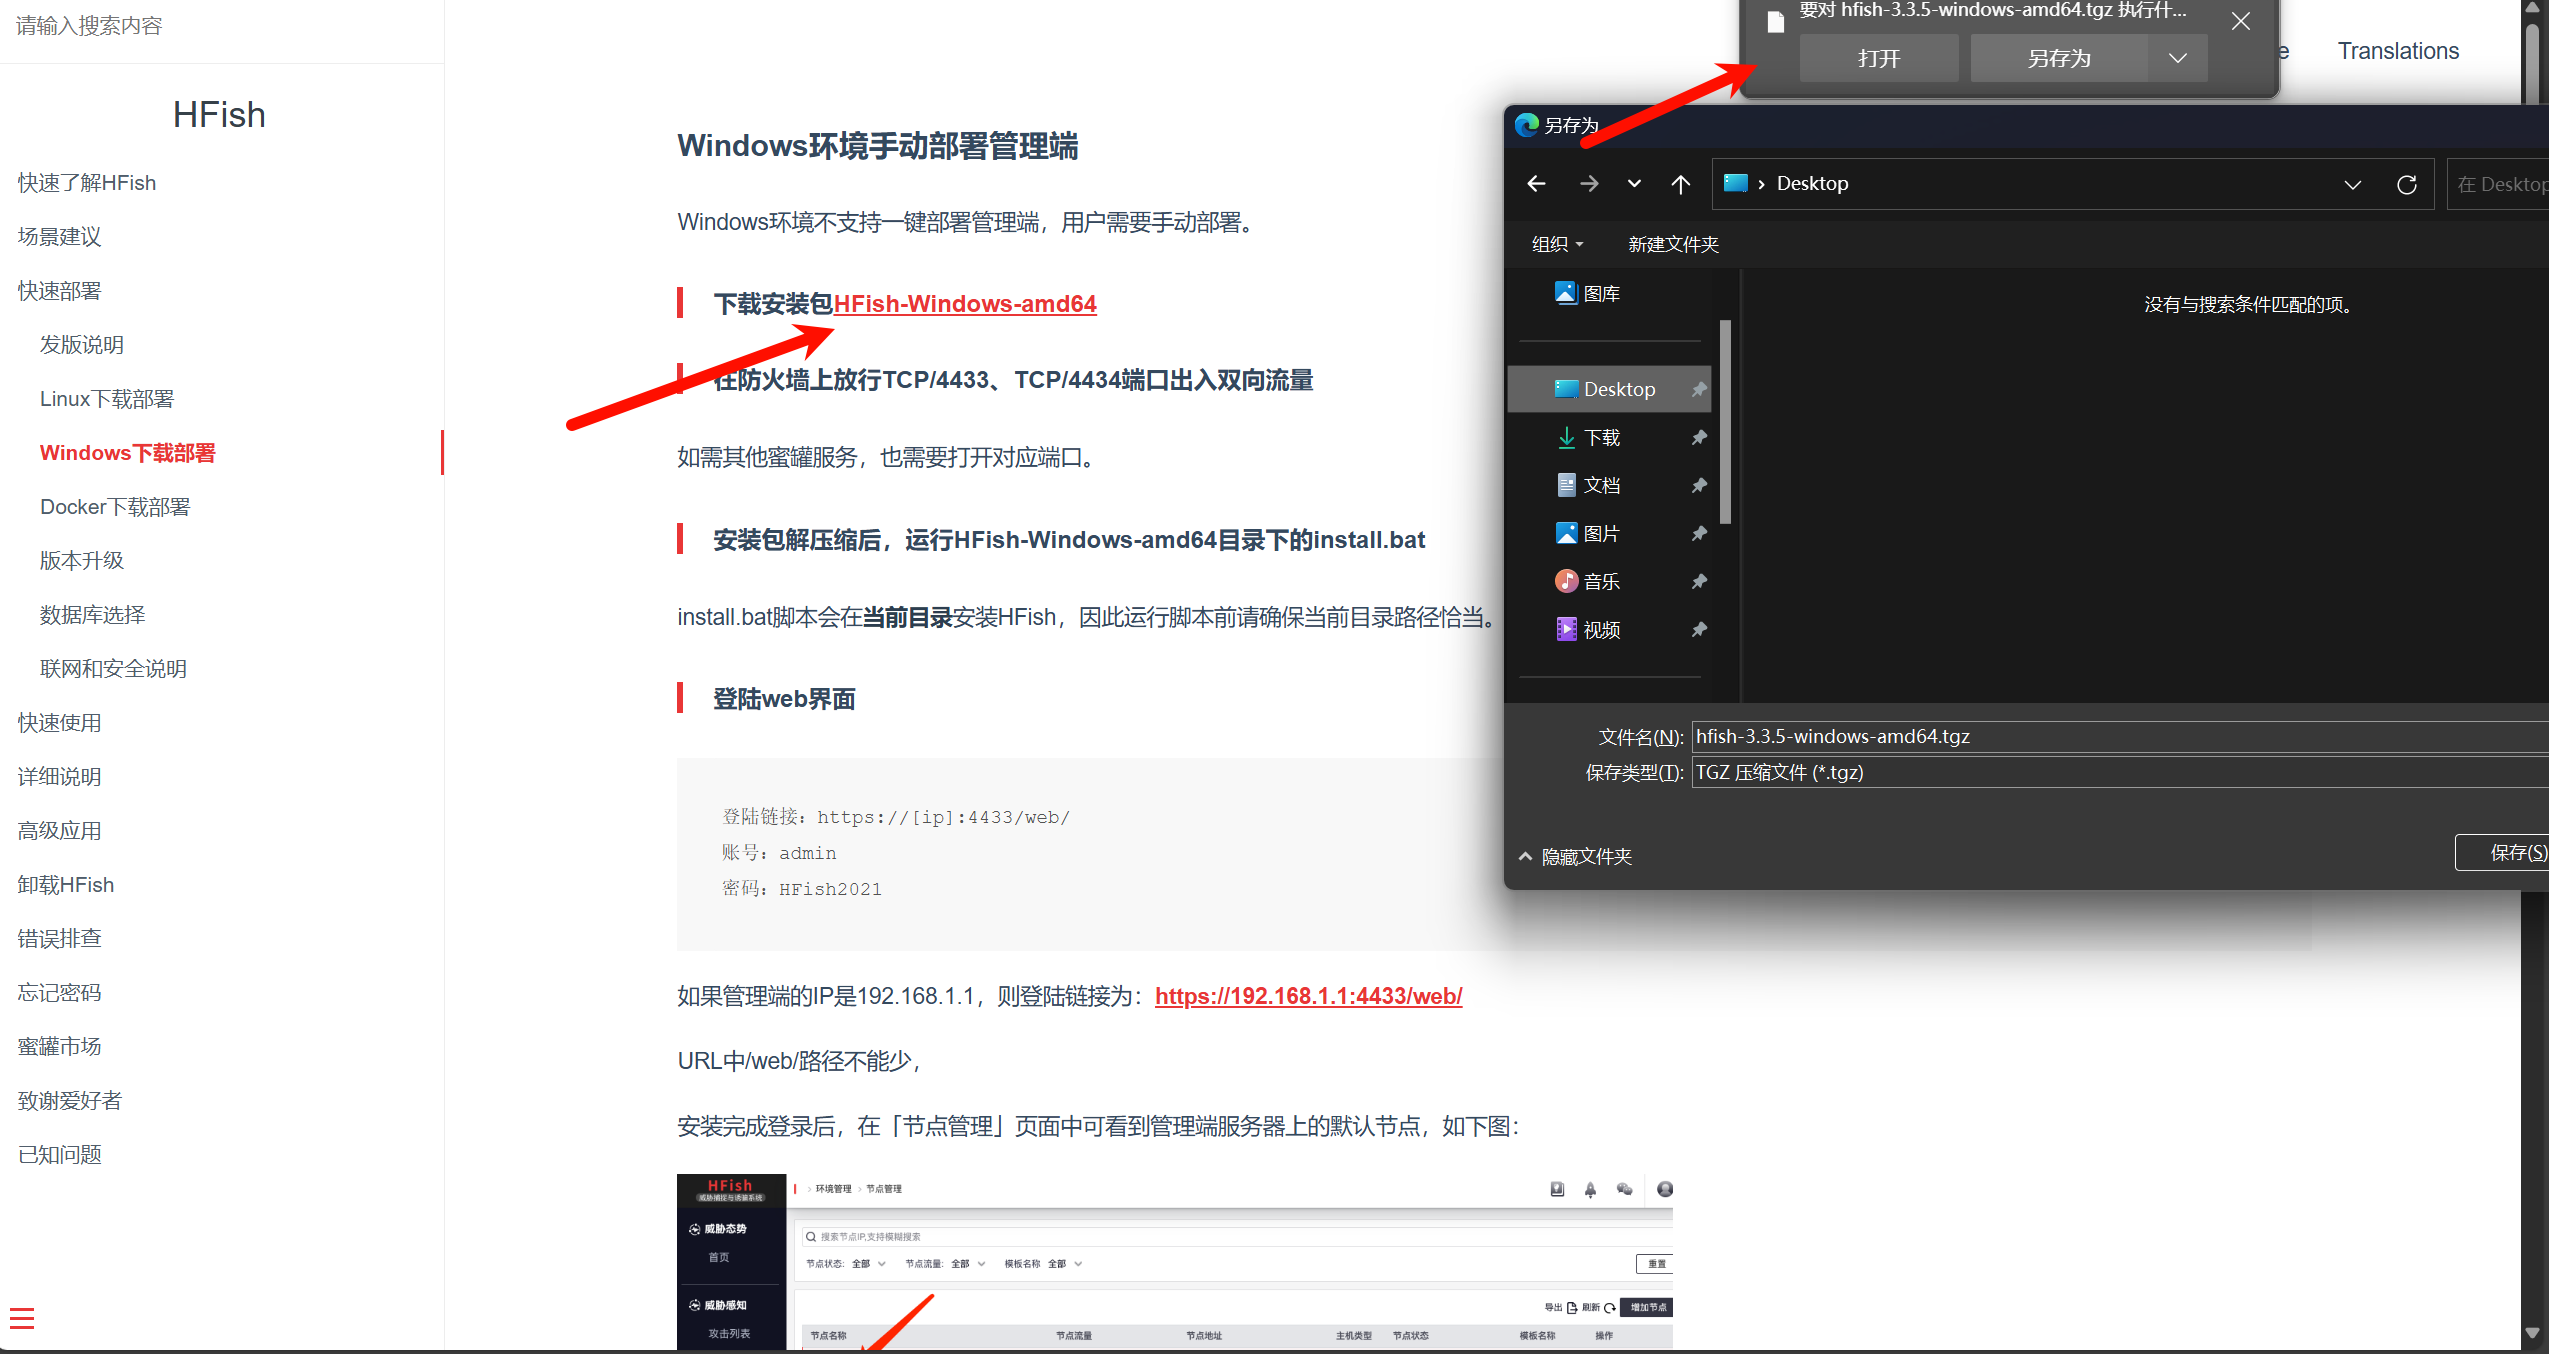 请输入搜索内容
HFish
快速了解HFish
场景建议
快速部署
发版说明
Linux下载部署
Windows下载部署
Docker下载部署
版本升级
数据库选择
联网和安全说明
快速使用
详细说明
高级应用
卸载HFish
错误排查
忘记密码
蜜罐市场
致谢爱好者
已知问题
Translations
Windows环境手动部署管理端
Windows环境不支持一键部署管理端，用户需要手动部署。
下载安装包HFish-Windows-amd64
在防火墙上放行TCP/4433、TCP/4434端口出入双向流量
如需其他蜜罐服务，也需要打开对应端口。
安装包解压缩后，运行HFish-Windows-amd64目录下的install.bat
install.bat脚本会在当前目录安装HFish，因此运行脚本前请确保当前目录路径恰当。
登陆web界面
登陆链接：https://[ip]:4433/web/
账号：admin
密码：HFish2021
如果管理端的IP是192.168.1.1，则登陆链接为：https://192.168.1.1:4433/web/
URL中/web/路径不能少，
安装完成登录后，在「节点管理」页面中可看到管理端服务器上的默认节点，如下图：
HFish
威胁捕捉与诱骗系统
威胁态势
首页
威胁感知
攻击列表
环境管理 > 节点管理
搜索节点IP,支持模糊搜索
节点状态: 全部 节点流量: 全部 模板名称 全部 重置
导出 刷新 增加节点
节点名称 节点流量 节点地址 主机类型 节点状态 模板名称 操作
要对 hfish-3.3.5-windows-amd64.tgz 执行什...
打开 另存为
另存为
Desktop
在 Desktop
组织 新建文件夹
图库
Desktop
下载
文档
图片
音乐
视频
没有与搜索条件匹配的项。
文件名(N): hfish-3.3.5-windows-amd64.tgz
保存类型(T): TGZ 压缩文件 (*.tgz)
隐藏文件夹
保存(S)